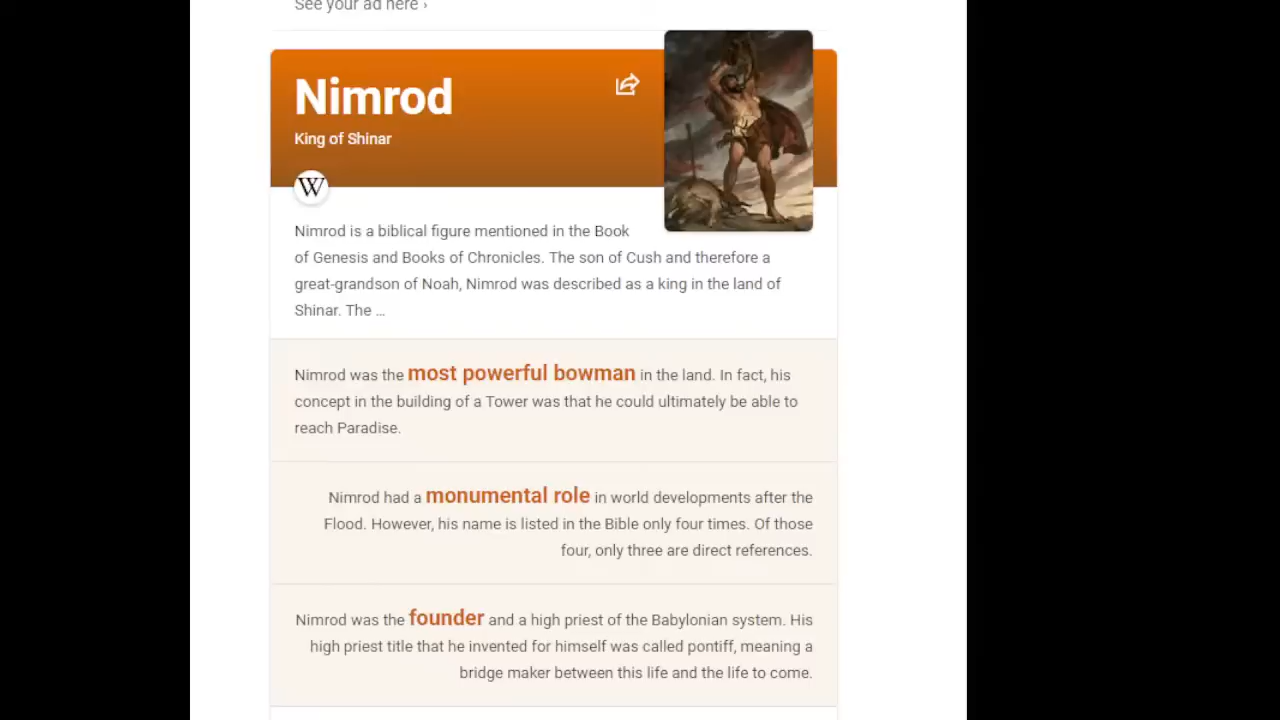 See your ad here ›
Nimrod
King of Shinar
W
Nimrod is a biblical figure mentioned in the Book
of Genesis and Books of Chronicles. The son of Cush and therefore a
great-grandson of Noah, Nimrod was described as a king in the land of
Shinar. The ...
Nimrod was the most powerful bowman in the land. In fact, his
concept in the building of a Tower was that he could ultimately be able to
reach Paradise.
Nimrod had a monumental role in world developments after the
Flood. However, his name is listed in the Bible only four times. Of those
four, only three are direct references.
Nimrod was the founder and a high priest of the Babylonian system. His
high priest title that he invented for himself was called pontiff, meaning a
bridge maker between this life and the life to come.